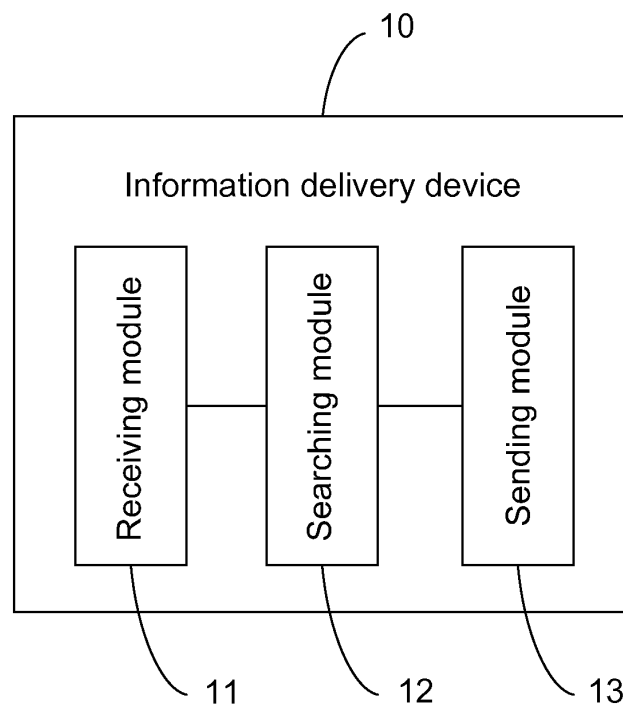 10
Information delivery device
Receiving module
Searching module
Sending module
11
12
13